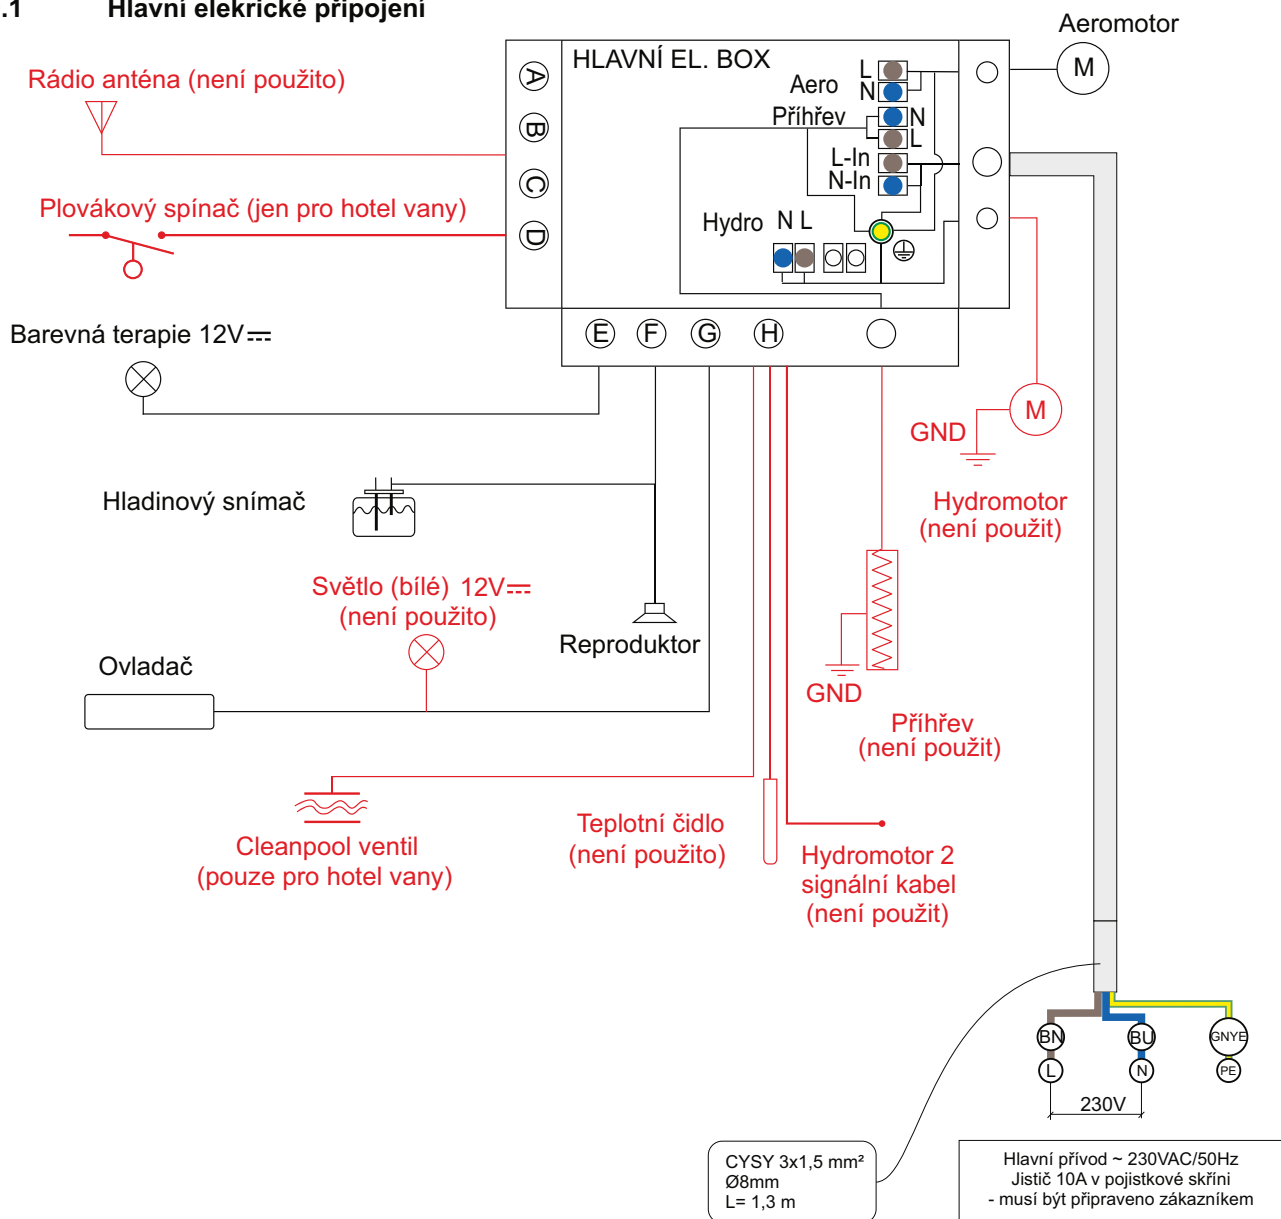 .1 Hlavní elekrické připojení
Aeromotor
M
HLAVNÍ EL. BOX
Rádio anténa (není použito)
A
B
C
D
L
Aero N
Příhřev N
L
L-In
N-In
Hydro N L
Plovákový spínač (jen pro hotel vany)
E F G H
Barevná terapie 12V
M
GND
Hydromotor
(není použit)
Hladinový snímač
Světlo (bílé) 12V
(není použito)
Reproduktor
Ovladač
GND
Příhřev
(není použit)
Cleanpool ventil
(pouze pro hotel vany)
Teplotní čidlo
(není použito)
Hydromotor 2
signální kabel
(není použit)
BN BU GNYE
L N PE
230V
CYSY 3x1,5 mm²
Ø8mm
L= 1,3 m
Hlavní přívod ~ 230VAC/50Hz
Jistič 10A v pojistkové skříni
- musí být připraveno zákazníkem